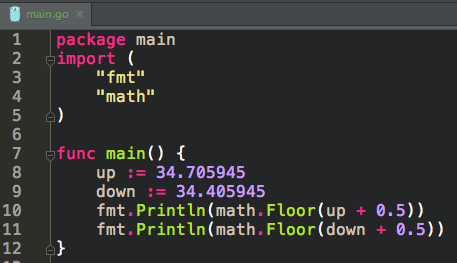 main.go
1 package main
2 import (
3     "fmt"
4     "math"
5 )
6
7 func main() {
8     up := 34.705945
9     down := 34.405945
10     fmt.Println(math.Floor(up + 0.5))
11     fmt.Println(math.Floor(down + 0.5))
12 }